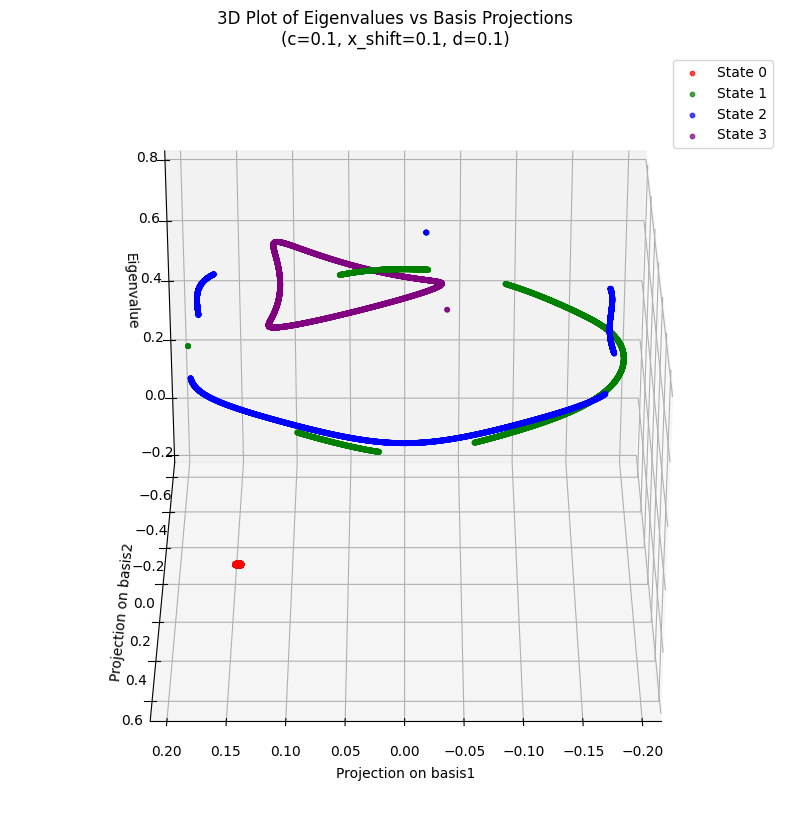 3D Plot of Eigenvalues vs Basis Projections
(c=0.1, x_shift=0.1, d=0.1)
State 0
State 1
State 2
State 3
0.8
0.6
0.4
0.2
0.0
−0.2
Eigenvalue
−0.6
−0.4
−0.2
0.0
0.2
0.4
0.6
Projection on basis2
0.20
0.15
0.10
0.05
0.00
−0.05
−0.10
−0.15
−0.20
Projection on basis1